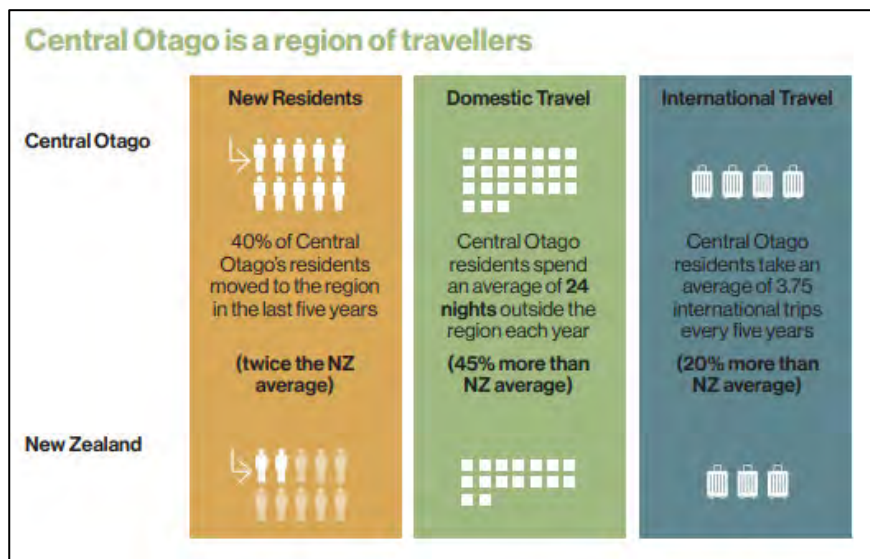 Central Otago is a region of travellers
New Residents
Domestic Travel
International Travel
Central Otago
40% of Central
Otago's residents
moved to the region
in the last five years
(twice the NZ
average)
Central Otago
residents spend
an average of 24
nights outside the
region each year
(45% more than
NZ average)
Central Otago
residents take an
average of 3.75
international trips
every five years
(20% more than
NZ average)
New Zealand